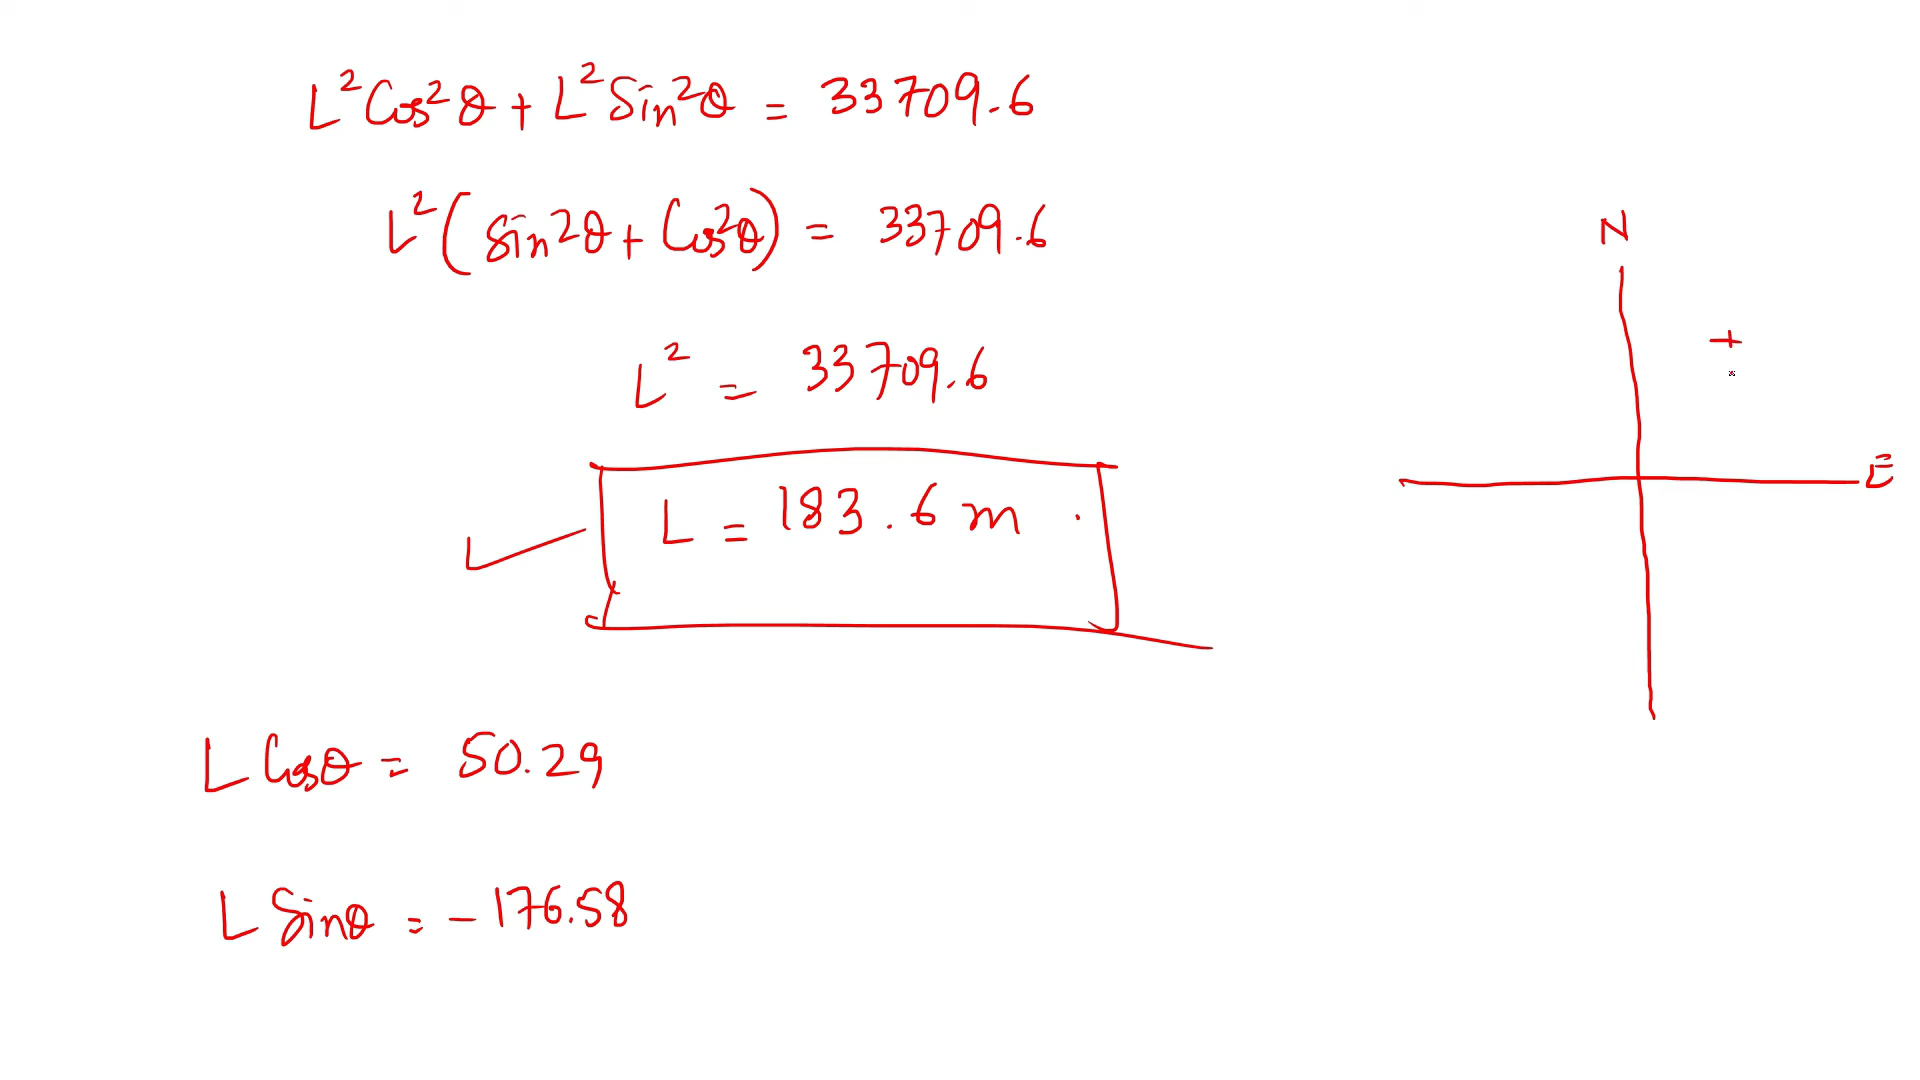 L²Cos²θ + L²Sin²θ = 33709.6
L²(Sin2θ + Cos²θ) = 33709.6
N
+
L² = 33709.6
E
L = 183.6 m .
L Cosθ = 50.29
L Sinθ = -176.58